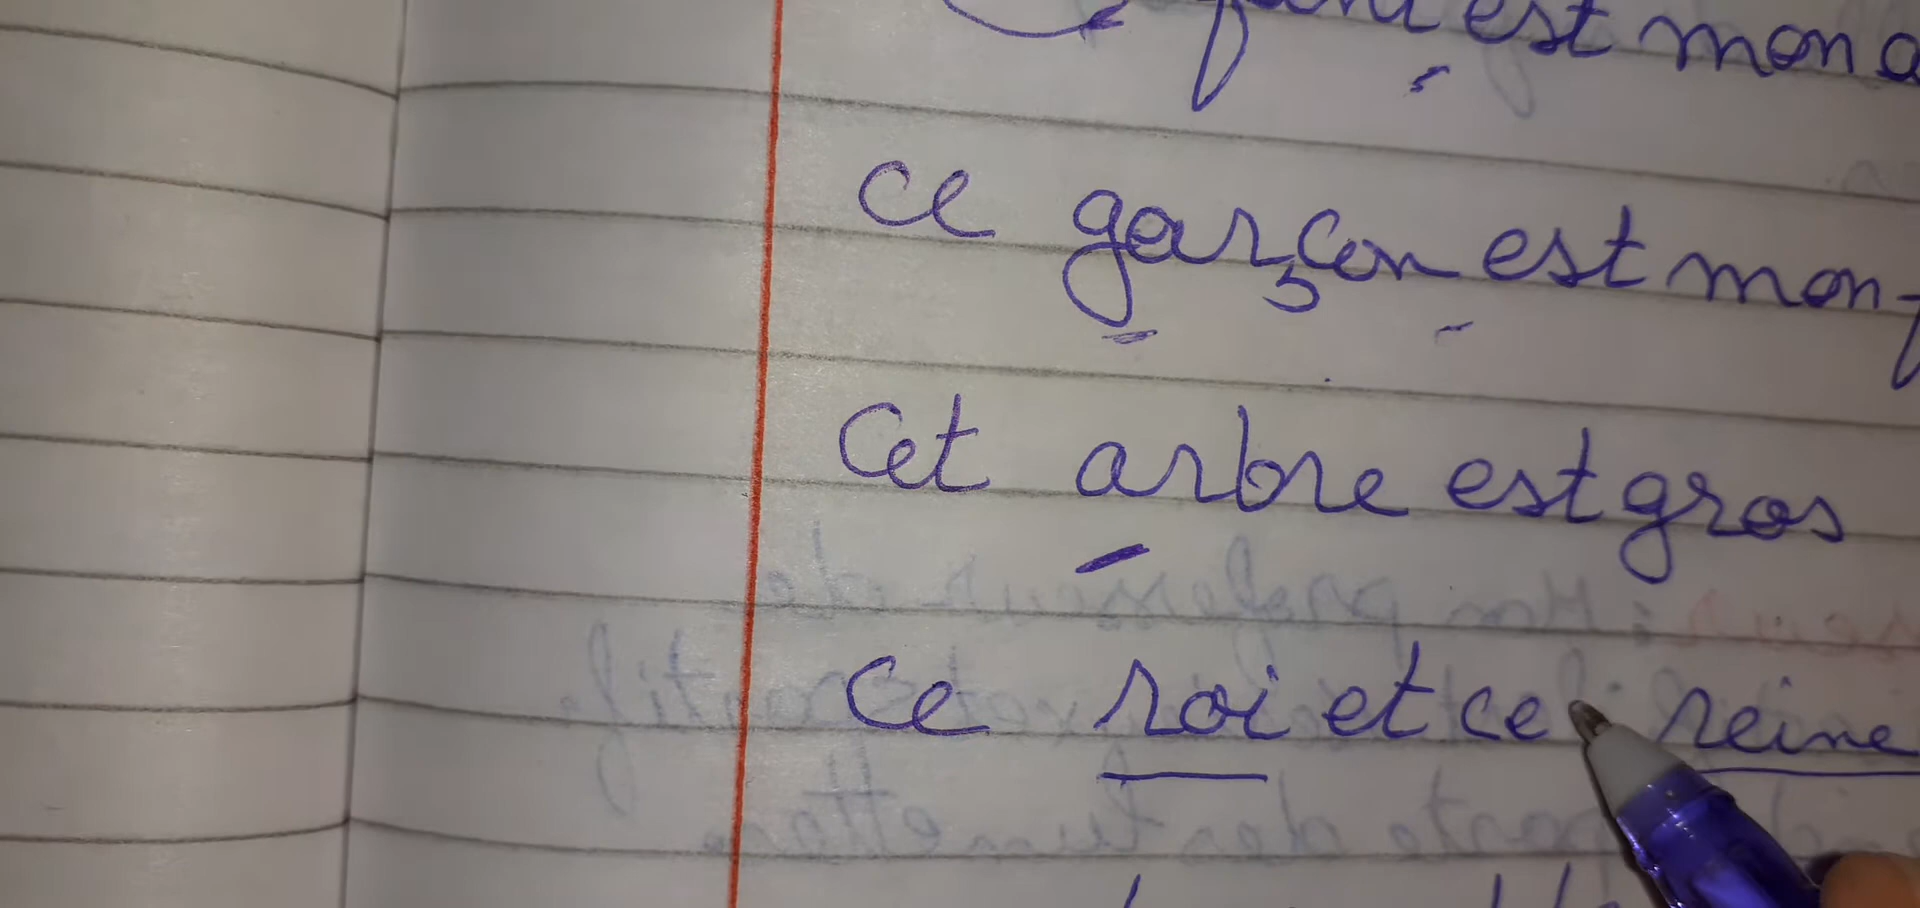 est mon
ce garçon est mon
Cet arbre est gros
Ce roi et ce reine